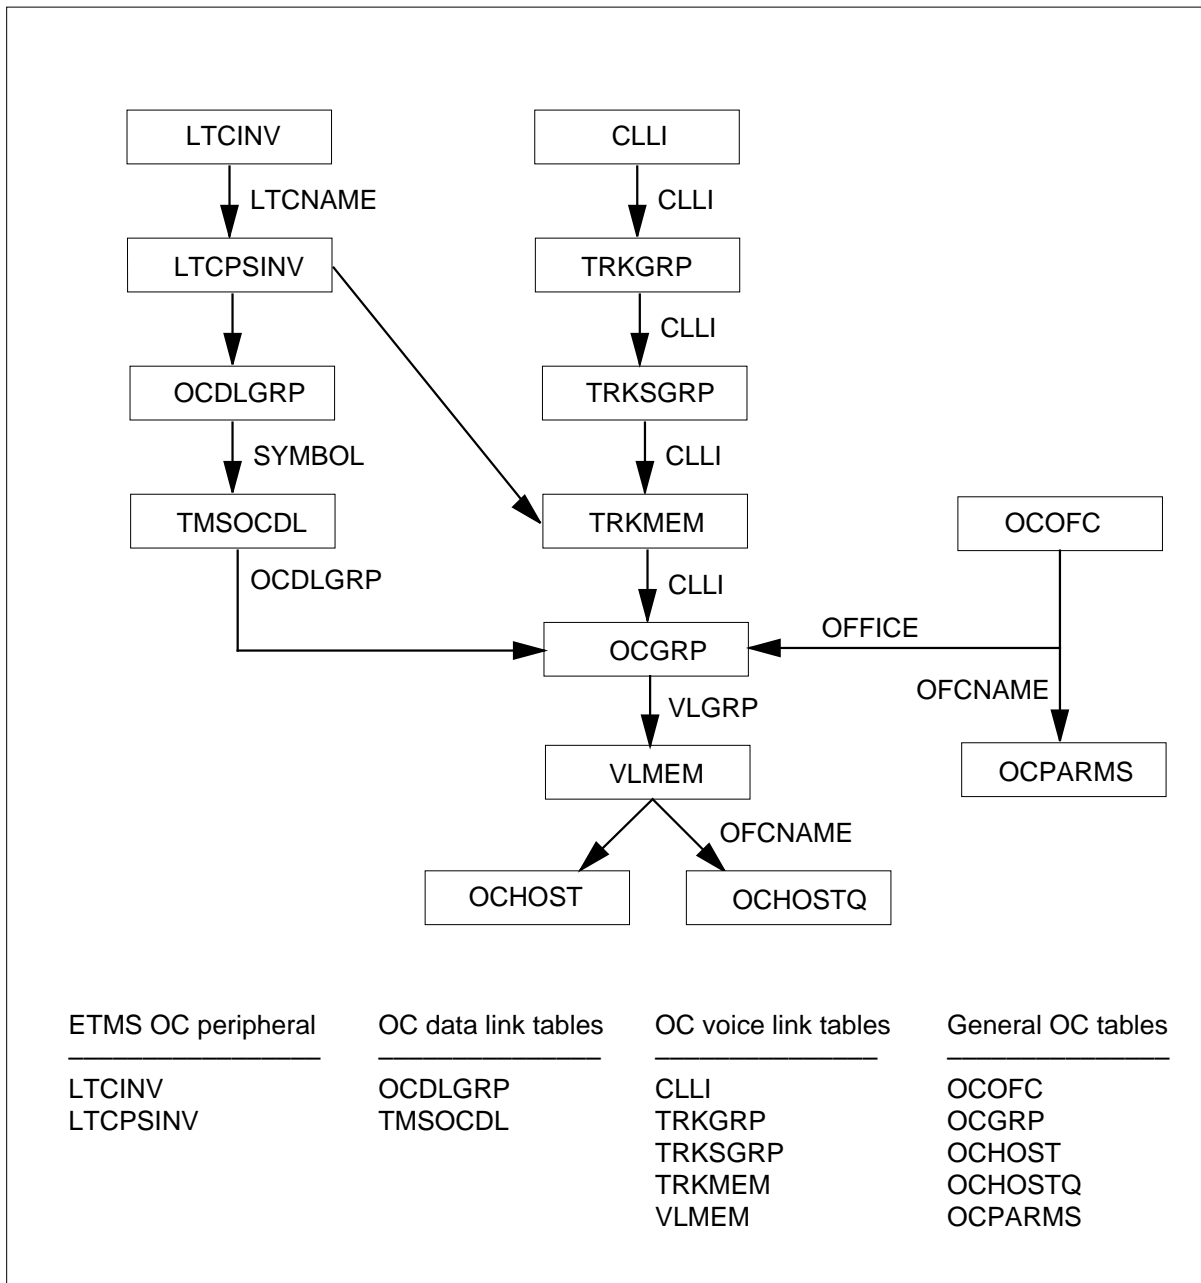 LTCINV
CLLI
LTCNAME
CLLI
LTCPSINV
TRKGRP
CLLI
OCDLGRP
TRKSGRP
SYMBOL
CLLI
TMSOCDL
TRKMEM
OCOFC
OCDLGRP
CLLI
OFFICE
OCGRP
OFCNAME
VLGRP
VLMEM
OCPARMS
OFCNAME
OCHOST
OCHOSTQ
ETMS OC peripheral
LTCINV
LTCPSINV
OC data link tables
OCDLGRP
TMSOCDL
OC voice link tables
CLLI
TRKGRP
TRKSGRP
TRKMEM
VLMEM
General OC tables
OCOFC
OCGRP
OCHOST
OCHOSTQ
OCPARMS